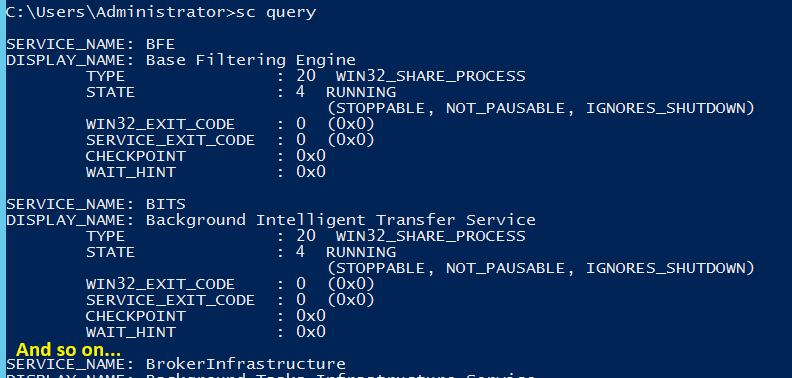 C:\Users\Administrator>sc query
SERVICE_NAME: BFE
DISPLAY_NAME: Base Filtering Engine
TYPE : 20 WIN32_SHARE_PROCESS
STATE : 4 RUNNING
(STOPPABLE, NOT_PAUSABLE, IGNORES_SHUTDOWN)
WIN32_EXIT_CODE : 0 (0x0)
SERVICE_EXIT_CODE : 0 (0x0)
CHECKPOINT : 0x0
WAIT_HINT : 0x0
SERVICE_NAME: BITS
DISPLAY_NAME: Background Intelligent Transfer Service
TYPE : 20 WIN32_SHARE_PROCESS
STATE : 4 RUNNING
(STOPPABLE, NOT_PAUSABLE, IGNORES_SHUTDOWN)
WIN32_EXIT_CODE : 0 (0x0)
SERVICE_EXIT_CODE : 0 (0x0)
CHECKPOINT : 0x0
WAIT_HINT : 0x0
And so on...
SERVICE_NAME: BrokerInfrastructure
DISPLAY_NAME: Background Tasks Infrastructure Service